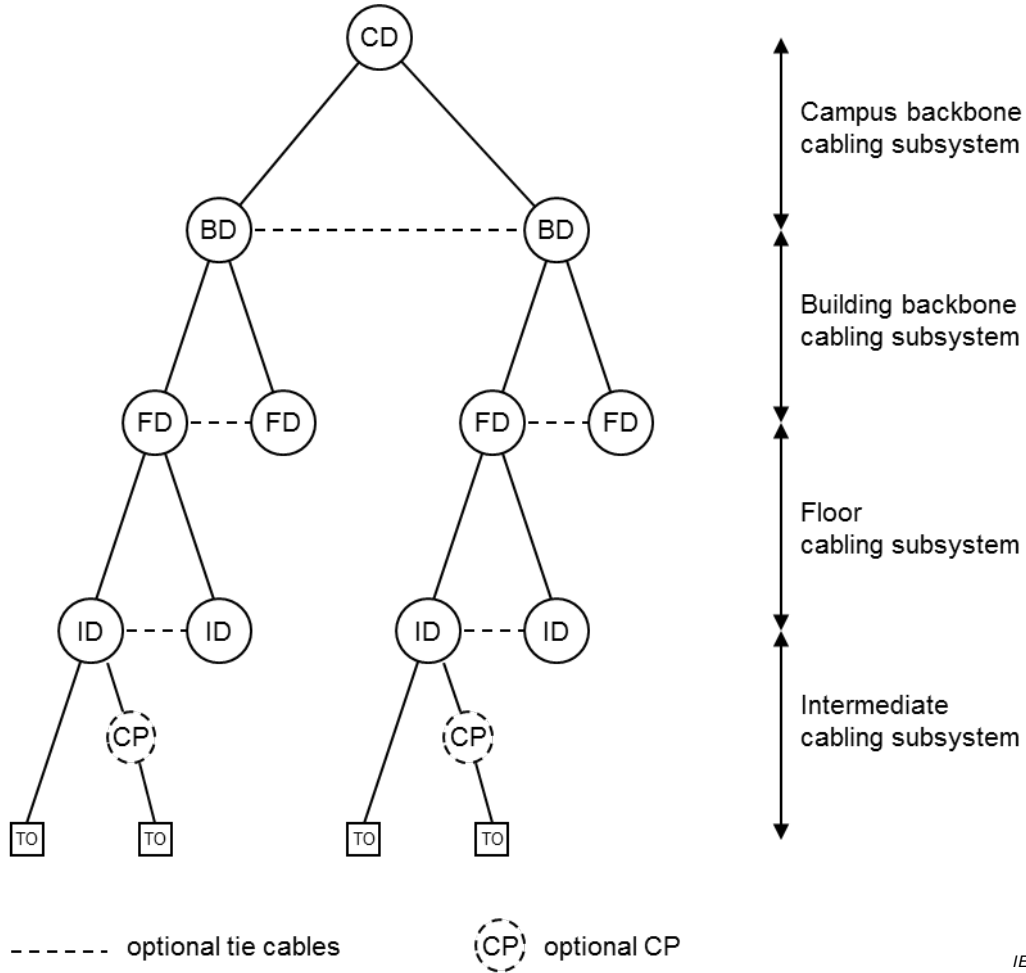 CD
Campus backbone
cabling subsystem
BD
BD
Building backbone
cabling subsystem
FD
FD
FD
FD
Floor
cabling subsystem
ID
ID
ID
ID
Intermediate
cabling subsystem
CP
CP
TO
TO
TO
TO
optional tie cables
CP
optional CP